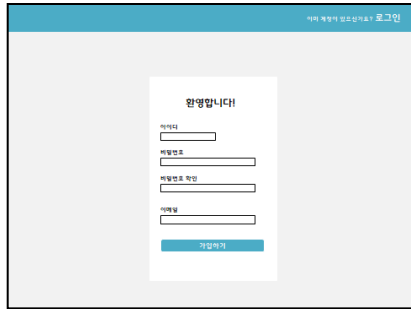 이미 계정이 있으신가요? 로그인
환영합니다!
아이디
비밀번호
비밀번호 확인
이메일
가입하기